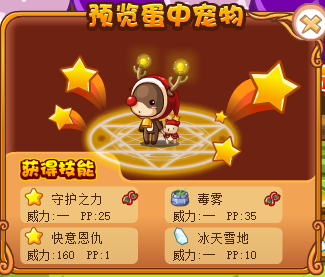 预览蛋中宠物
获得技能
守护之力
威力:一 PP:25
毒雾
威力:一 PP:35
快意恩仇
威力:160 PP:1
冰天雪地
威力:一 PP:10